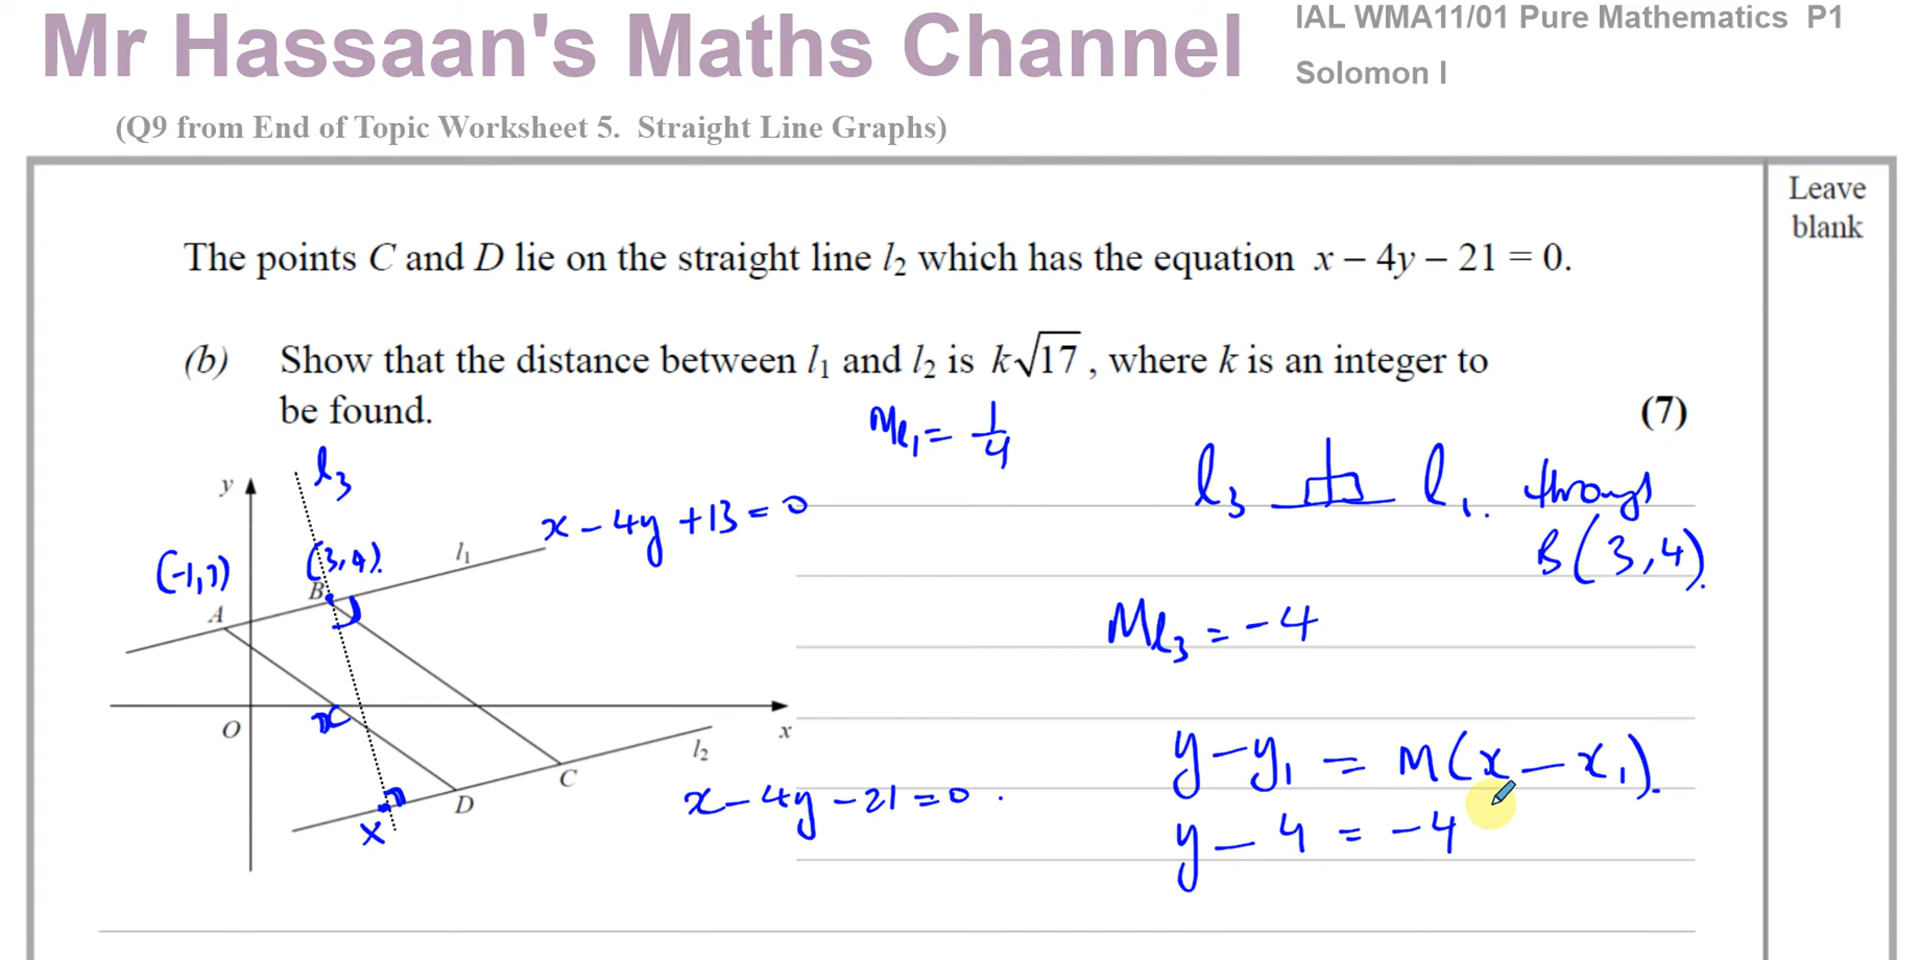 Mr Hassaan's Maths Channel
IAL WMA11/01 Pure Mathematics P1
Solomon I
(Q9 from End of Topic Worksheet 5. Straight Line Graphs)
Leave
blank
The points C and D lie on the straight line l₂ which has the equation x – 4y – 21 = 0.
(b) Show that the distance between l₁ and l₂ is k√17, where k is an integer to
be found.
(7)
Ml₁ = 1/4
l₃
y
x - 4y + 13 = 0
l₃ l₁. through
B(3,4).
(-1,3)
(3,4).
l₁
A
B
Ml₃ = -4
O
x
l₂
C
D
x - 4y - 21 = 0.
X
y - y₁ = M(x - x₁).
y - 4 = -4